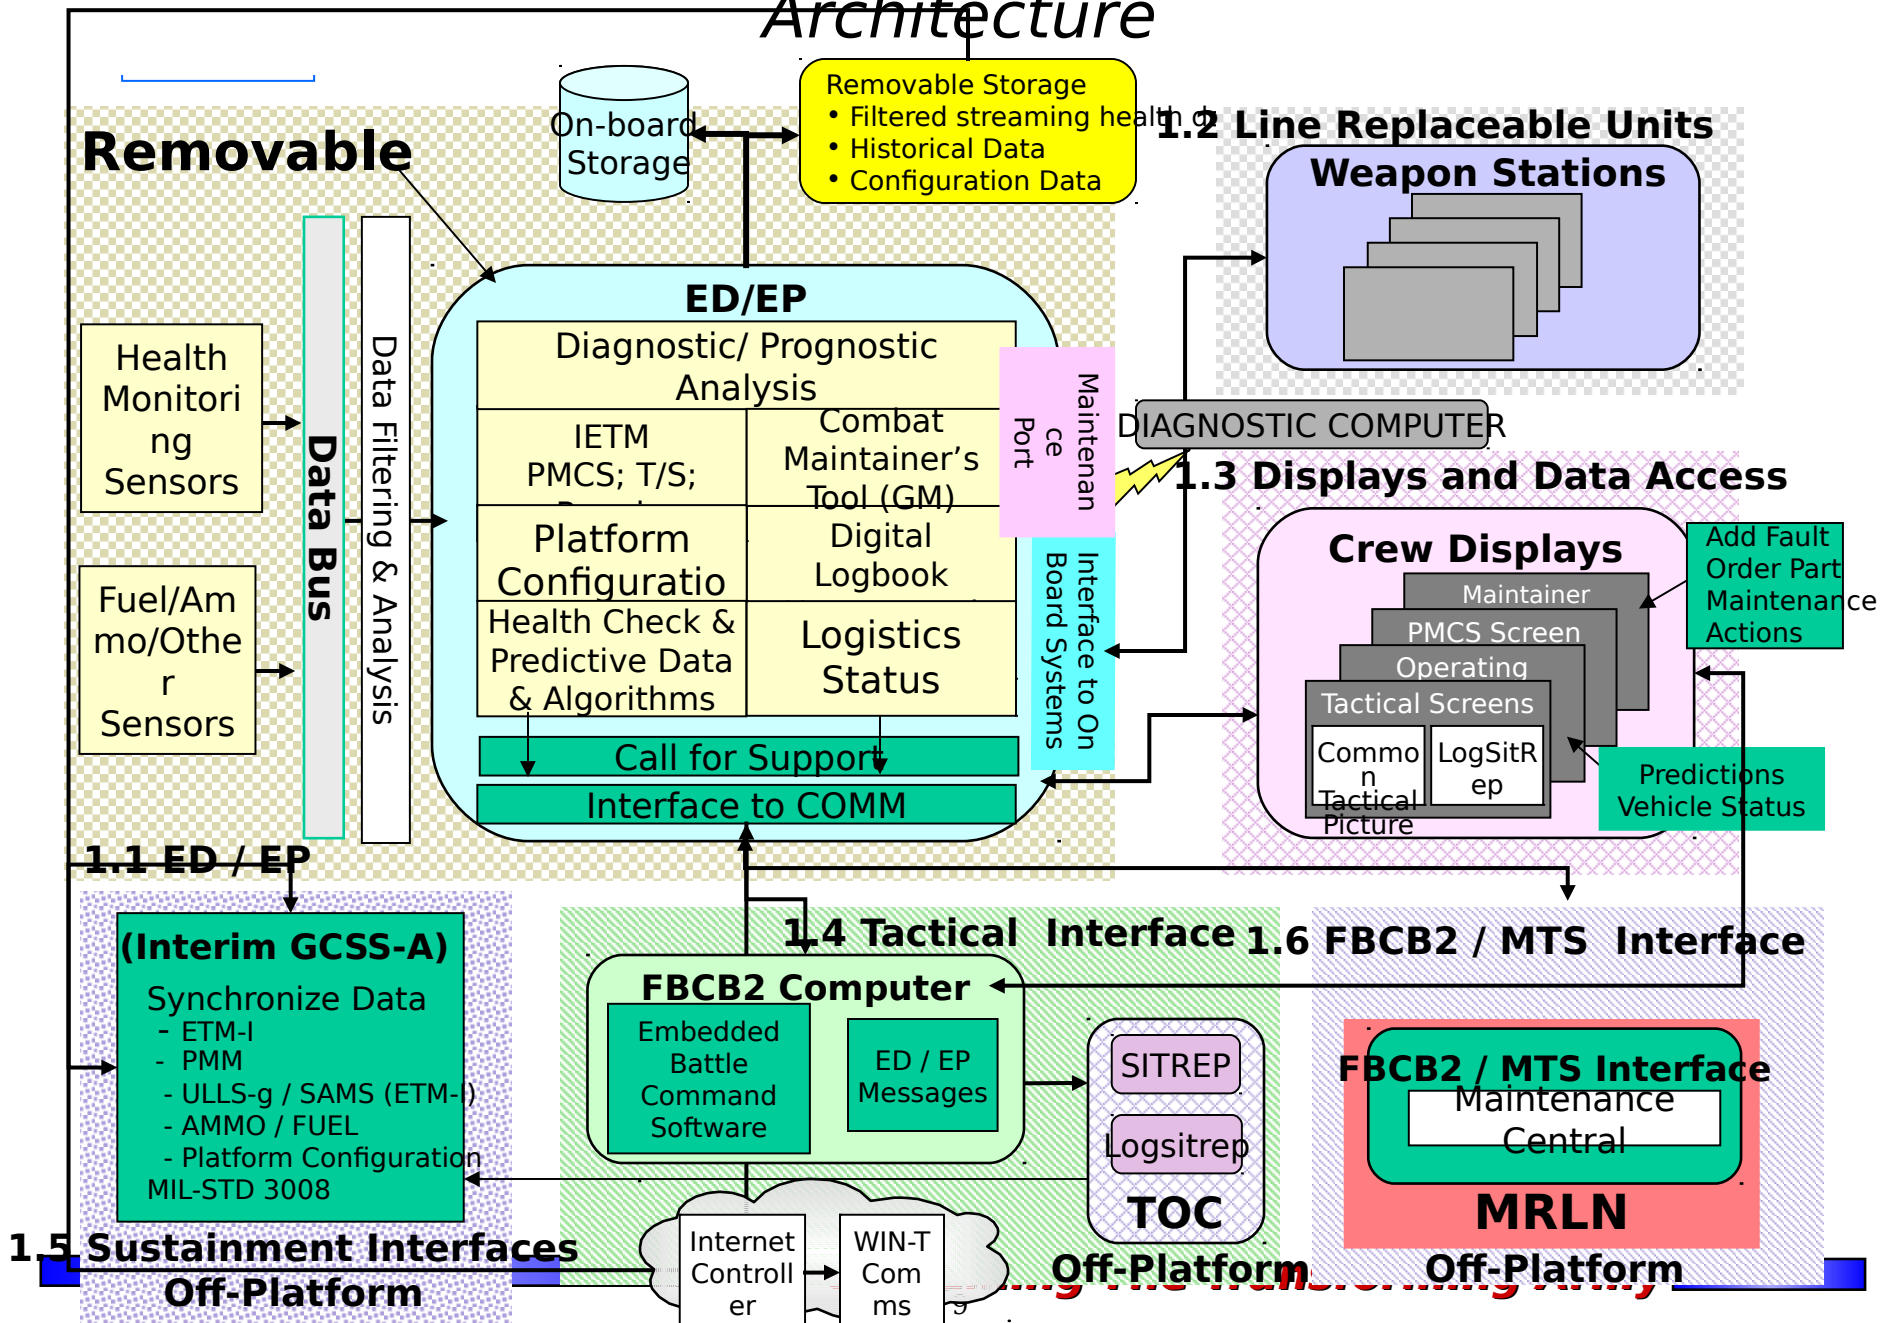 Architecture
Removable Storage
• Filtered streaming health
• Historical Data
• Configuration Data
On-board
Storage
Removable
1.2 Line Replaceable Units
Weapon Stations
ED/EP
Diagnostic/ Prognostic
Analysis
IETM
PMCS; T/S;
Combat
Maintainer’s
Tool (GM)
Platform
Configuratio
Digital
Logbook
Health Check &
Predictive Data
& Algorithms
Logistics
Status
Call for Support
Interface to COMM
Health
Monitori
ng
Sensors
Fuel/Am
mo/Othe
r
Sensors
Data Bus
Data Filtering & Analysis
Maintenan
ce
Port
Interface to On
Board Systems
DIAGNOSTIC COMPUTER
1.3 Displays and Data Access
Crew Displays
Maintainer
PMCS Screen
Operating
Tactical Screens
Commo
n
Tactical
Picture
LogSitR
ep
Add Fault
Order Part
Maintenance
Actions
Predictions
Vehicle Status
1.1 ED / EP
(Interim GCSS-A)
Synchronize Data
- ETM-I
- PMM
- ULLS-g / SAMS (ETM-I)
- AMMO / FUEL
- Platform Configuration
MIL-STD 3008
1.5 Sustainment Interfaces
Off-Platform
1.4 Tactical Interface
FBCB2 Computer
Embedded
Battle
Command
Software
ED / EP
Messages
SITREP
Logsitrep
TOC
Off-Platform
Internet
Controll
er
WIN-T
Com
ms
9
1.6 FBCB2 / MTS Interface
FBCB2 / MTS Interface
Maintenance
Central
MRLN
Off-Platform
The Transforming Army